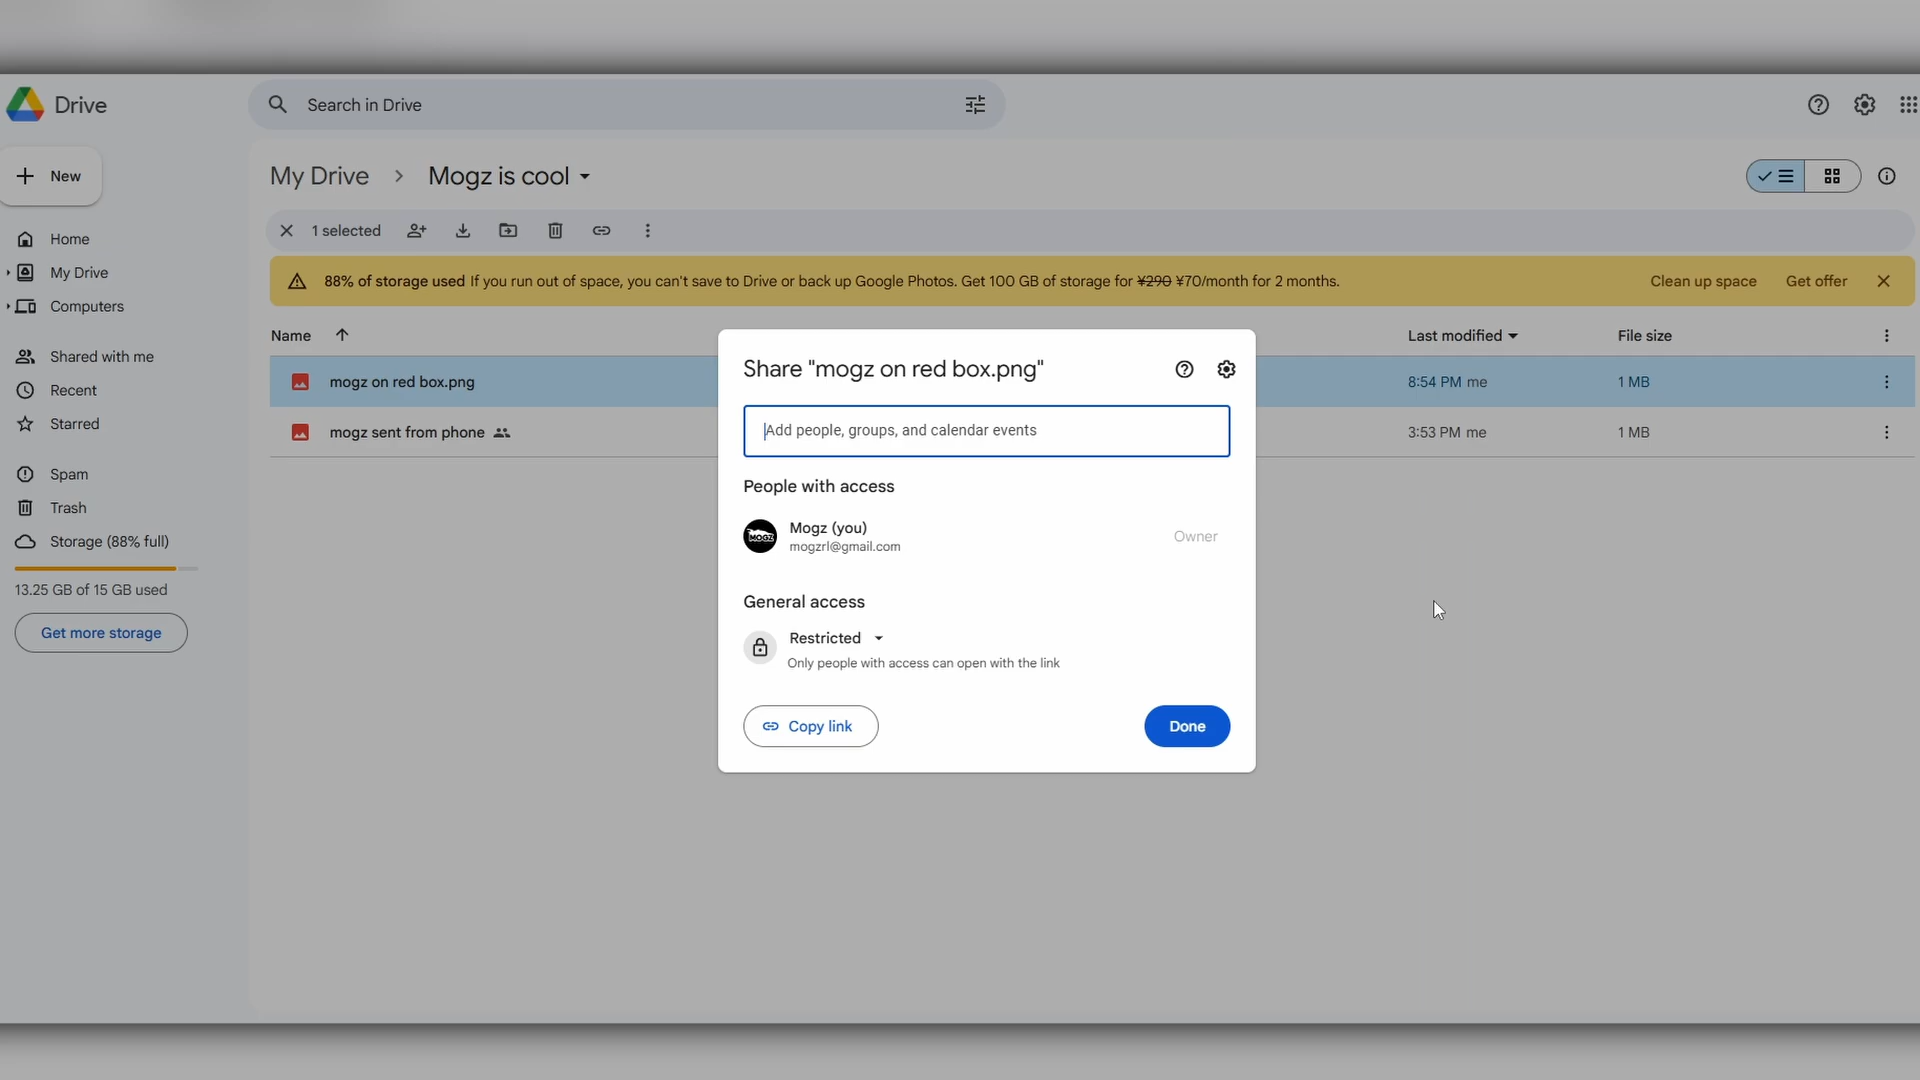 Drive
Search in Drive
New
My Drive > Mogz is cool
1 selected
Home
My Drive
Computers
Shared with me
Recent
Starred
Spam
Trash
Storage (88% full)
13.25 GB of 15 GB used
Get more storage
88% of storage used If you run out of space, you can't save to Drive or back up Google Photos. Get 100 GB of storage for ¥290 ¥70/month for 2 months.
Clean up space
Get offer
Name
Last modified
File size
mogz on red box.png
8:54 PM me
1 MB
mogz sent from phone
3:53 PM me
1 MB
Share "mogz on red box.png"
Add people, groups, and calendar events
People with access
MOGZ
Mogz (you)
mogzrl@gmail.com
Owner
General access
Restricted
Only people with access can open with the link
Copy link
Done